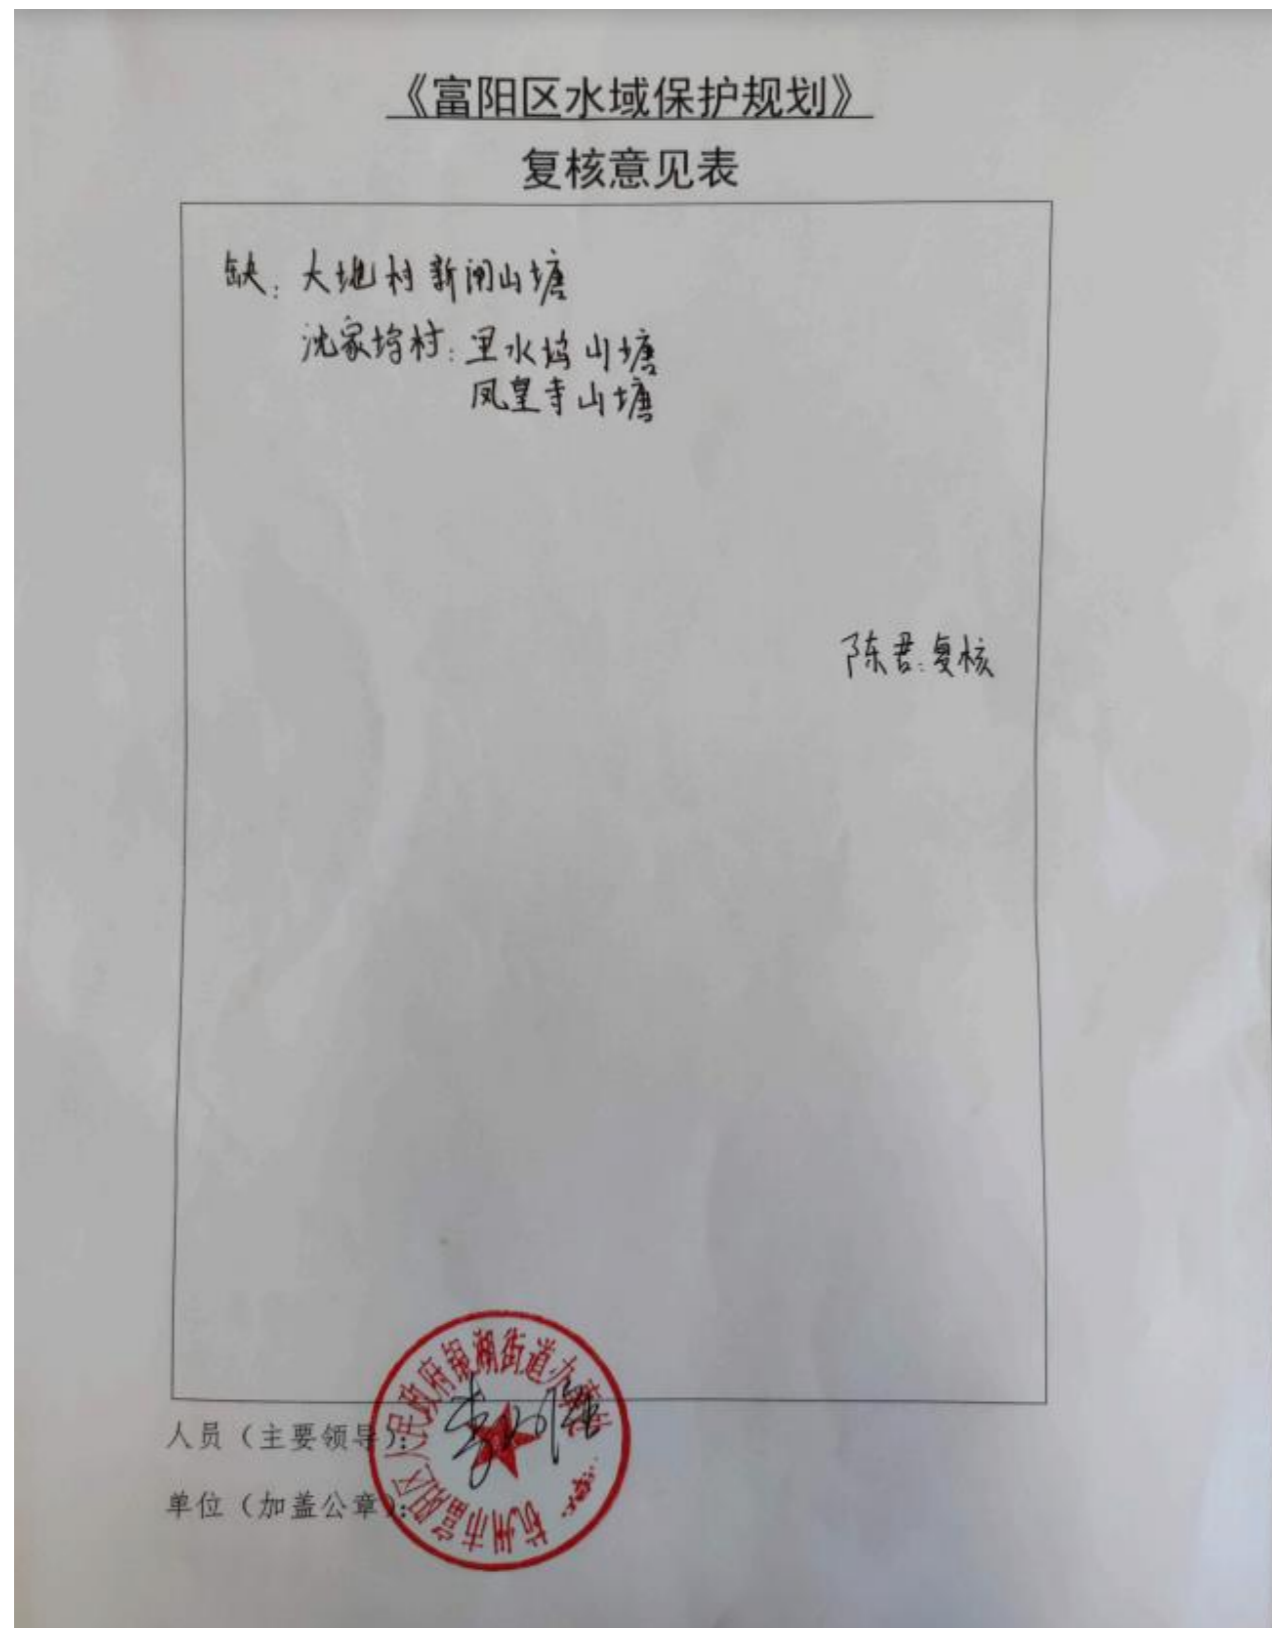 《富阳区水域保护规划》
复核意见表
缺：大地村新闸山塘
沈家坞村：里水坞山塘
凤皇寺山塘
陈君：复核
人员（主要领导）：
单位（加盖公章）：
杭州市富阳区人民政府银湖街道办事处